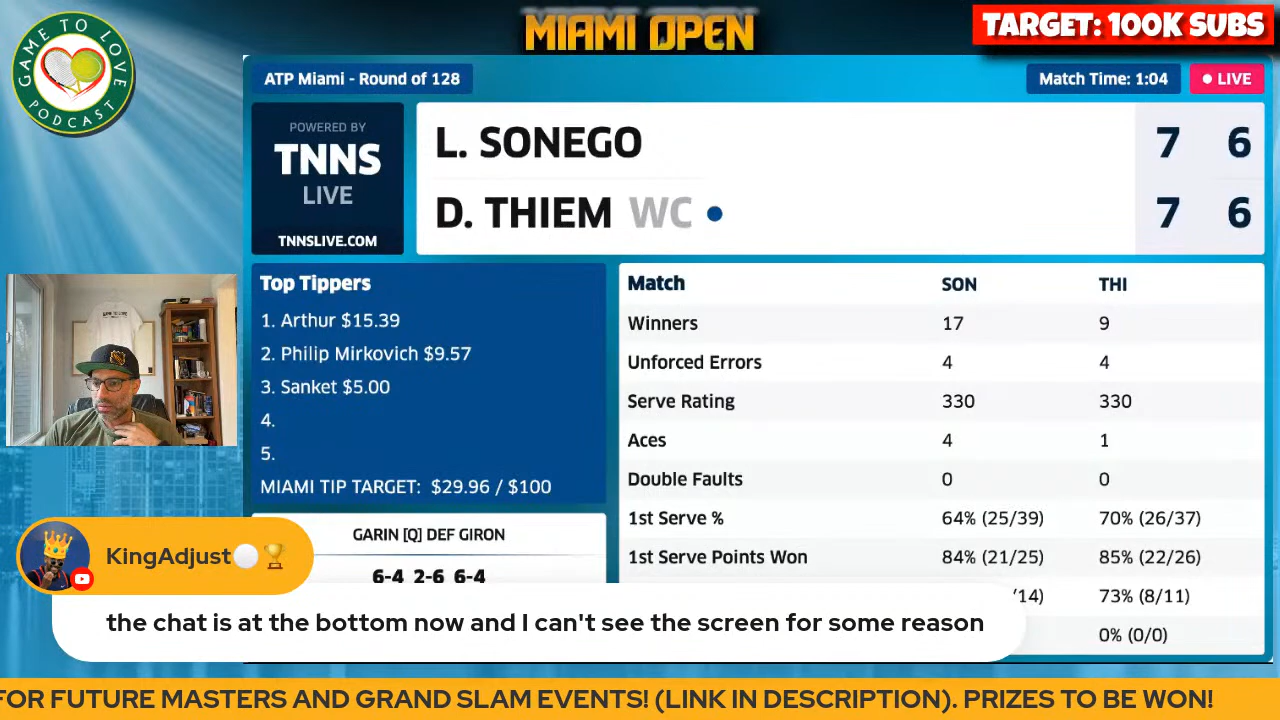 GAME TO LOVE
PODCAST
MIAMI OPEN
TARGET: 100K SUBS
ATP Miami - Round of 128
Match Time: 1:04
LIVE
POWERED BY
TNNS
LIVE
TNNSLIVE.COM
L. SONEGO 7 6
D. THIEM WC 7 6
Top Tippers
1. Arthur $15.39
2. Philip Mirkovich $9.57
3. Sanket $5.00
4.
5.
MIAMI TIP TARGET: $29.96 / $100
GARIN [Q] DEF GIRON
6-4 2-6 6-4
Match SON THI
Winners 17 9
Unforced Errors 4 4
Serve Rating 330 330
Aces 4 1
Double Faults 0 0
1st Serve % 64% (25/39) 70% (26/37)
1st Serve Points Won 84% (21/25) 85% (22/26)
/14) 73% (8/11)
0% (0/0)
KingAdjust
the chat is at the bottom now and I can't see the screen for some reason
FOR FUTURE MASTERS AND GRAND SLAM EVENTS! (LINK IN DESCRIPTION). PRIZES TO BE WON!